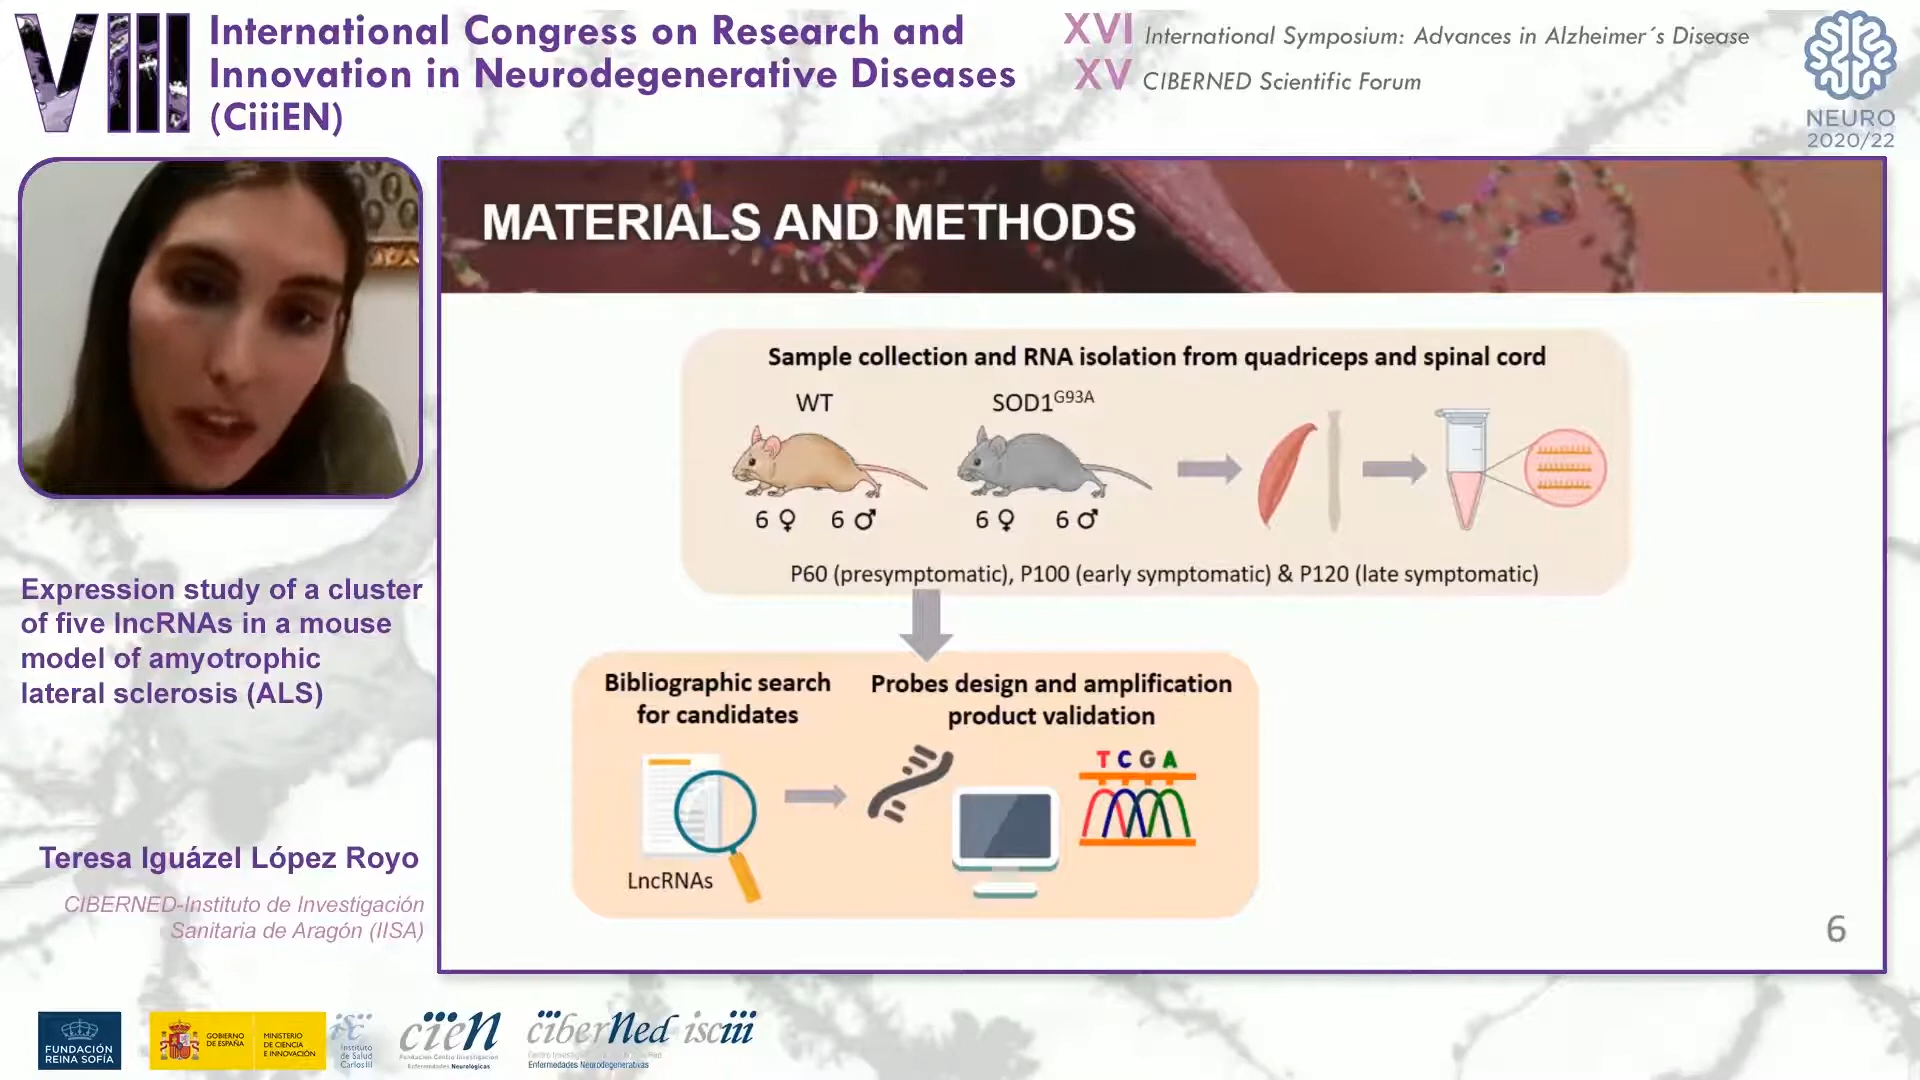 VIII
International Congress on Research and
Innovation in Neurodegenerative Diseases
(CiiiEN)
XVI International Symposium: Advances in Alzheimer´s Disease
XV CIBERNED Scientific Forum
NEURO
2020/22
MATERIALS AND METHODS
Sample collection and RNA isolation from quadriceps and spinal cord
WT SOD1G93A
6 ♀ 6 ♂ 6 ♀ 6 ♂
P60 (presymptomatic), P100 (early symptomatic) & P120 (late symptomatic)
Bibliographic search
for candidates
Probes design and amplification
product validation
T C G A
LncRNAs
6
Expression study of a cluster
of five lncRNAs in a mouse
model of amyotrophic
lateral sclerosis (ALS)
Teresa Iguázel López Royo
CIBERNED-Instituto de Investigación
Sanitaria de Aragón (IISA)
FUNDACIÓN
REINA SOFÍA
GOBIERNO
DE ESPAÑA
MINISTERIO
DE CIENCIA
E INNOVACIÓN
Instituto
de Salud
Carlos III
cien
Fundación Centro Investigación
Enfermedades Neurológicas
ciberNed isciii
Enfermedades Neurodegenerativas